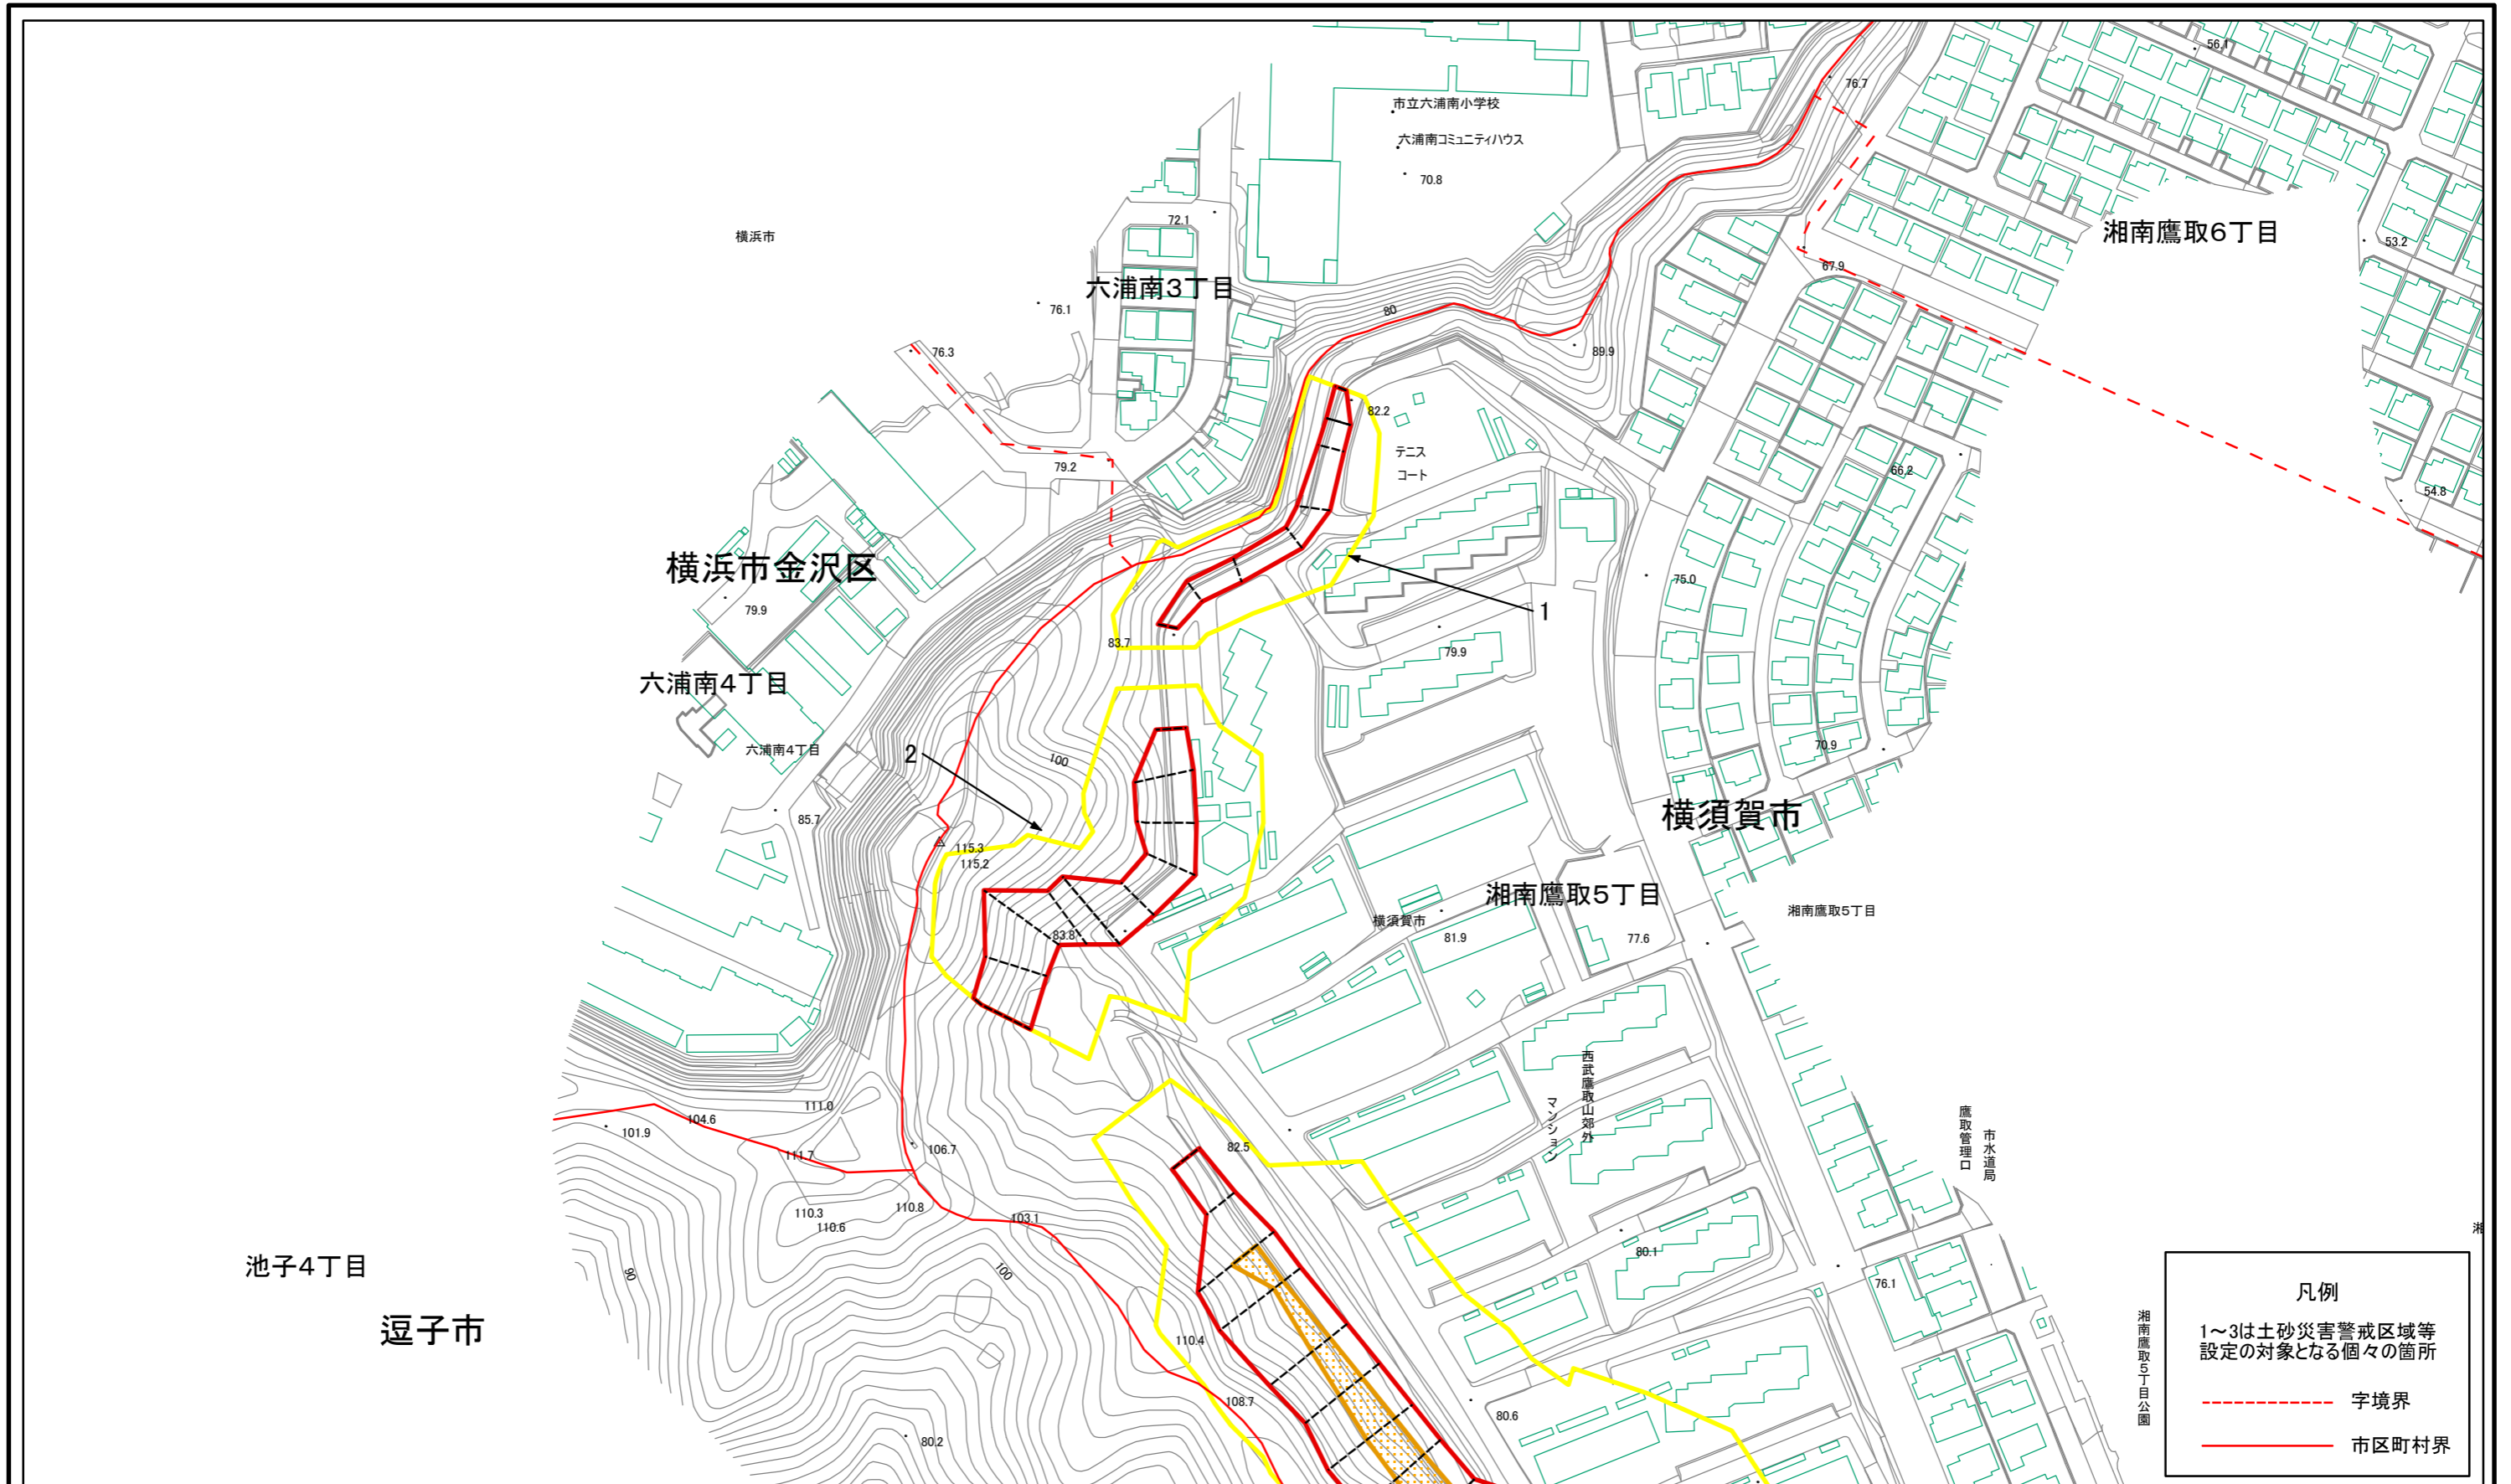 56.1
76.7
市立六浦南小学校
六浦南コミュニティハウス
70.8
72.1
横浜市
湘南鷹取6丁目
53.2
67.9
六浦南3丁目
76.1
80
76.3
89.9
82.2
テニス
コート
79.2
66.2
54.8
横浜市金沢区
79.9
75.0
1
83.7
79.9
六浦南4丁目
六浦南4丁目
2
100
70.9
85.7
横須賀市
115.3
115.2
湘南鷹取5丁目
湘南鷹取5丁目
横須賀市
83.8
81.9
77.6
西武鷹取山郊外
マンション
111.0
104.6
101.9
鷹取管理口
市水道局
82.5
106.7
111.7
110.3
110.6
110.8
103.1
湘
80.1
池子4丁目
90
100
76.1
逗子市
110.4
湘南鷹取5丁目公園
108.7
80.6
80.2
凡例
1～3は土砂災害警戒区域等
設定の対象となる個々の箇所
字境界
市区町村界